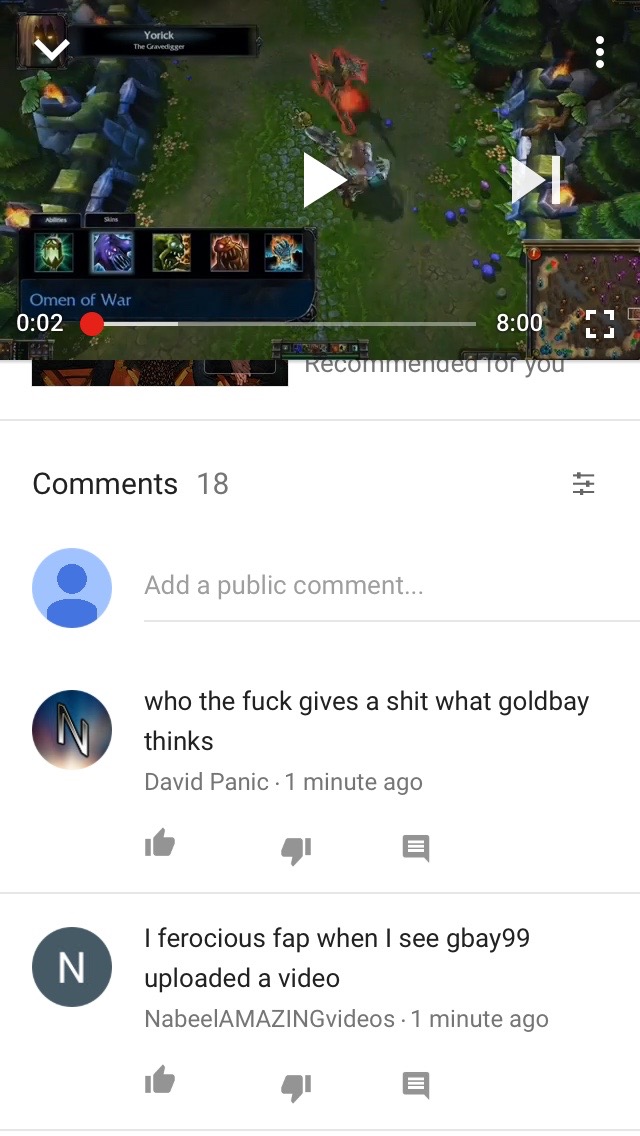 Yorick
The Gravedigger
Abilities
Skins
Omen of War
0:02
8:00
Recommended for you
Comments 18
Add a public comment...
who the fuck gives a shit what goldbay
thinks
David Panic · 1 minute ago
N
I ferocious fap when I see gbay99
uploaded a video
NabeelAMAZINGvideos · 1 minute ago
N